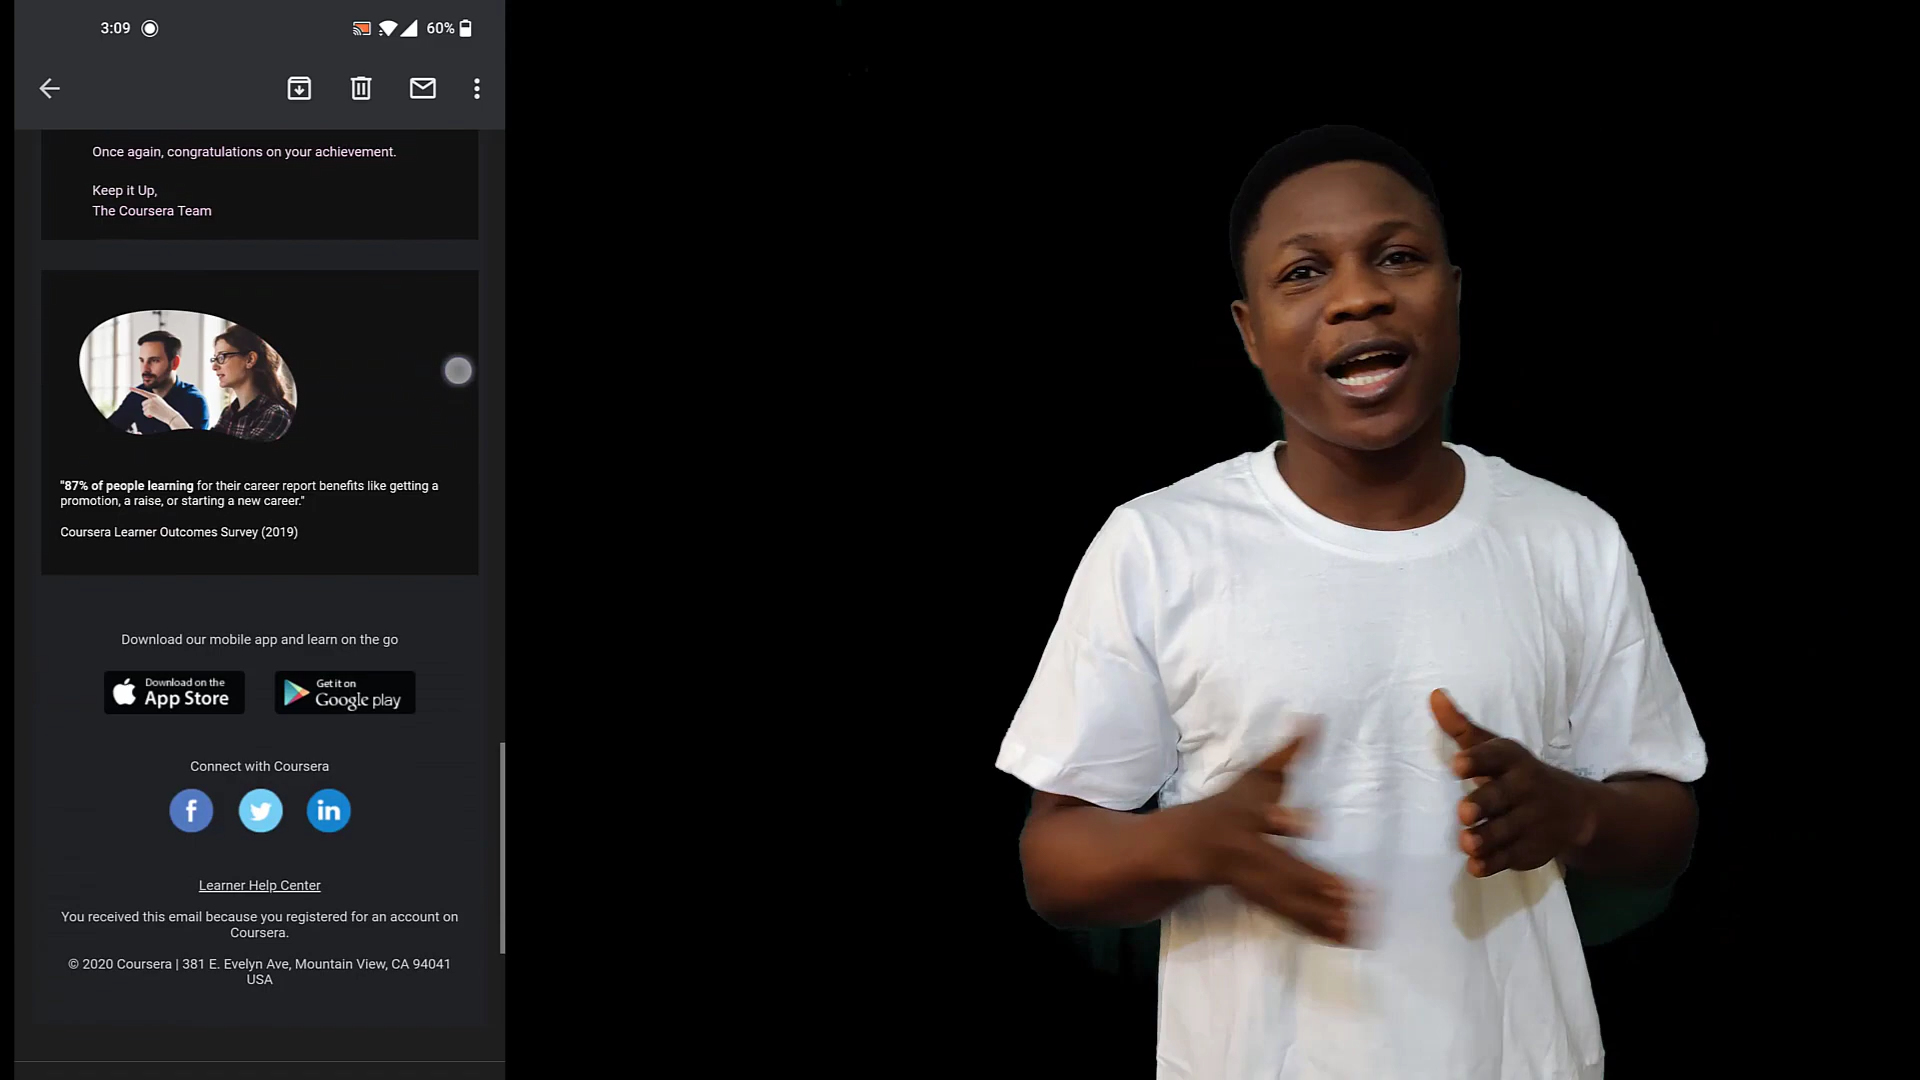 3:09
60%
Once again, congratulations on your achievement.
Keep it Up,
The Coursera Team
"87% of people learning for their career report benefits like getting a
promotion, a raise, or starting a new career."
Coursera Learner Outcomes Survey (2019)
Download our mobile app and learn on the go
Download on the
App Store
Get it on
Google play
Connect with Coursera
f
in
Learner Help Center
You received this email because you registered for an account on
Coursera.
© 2020 Coursera | 381 E. Evelyn Ave, Mountain View, CA 94041
USA